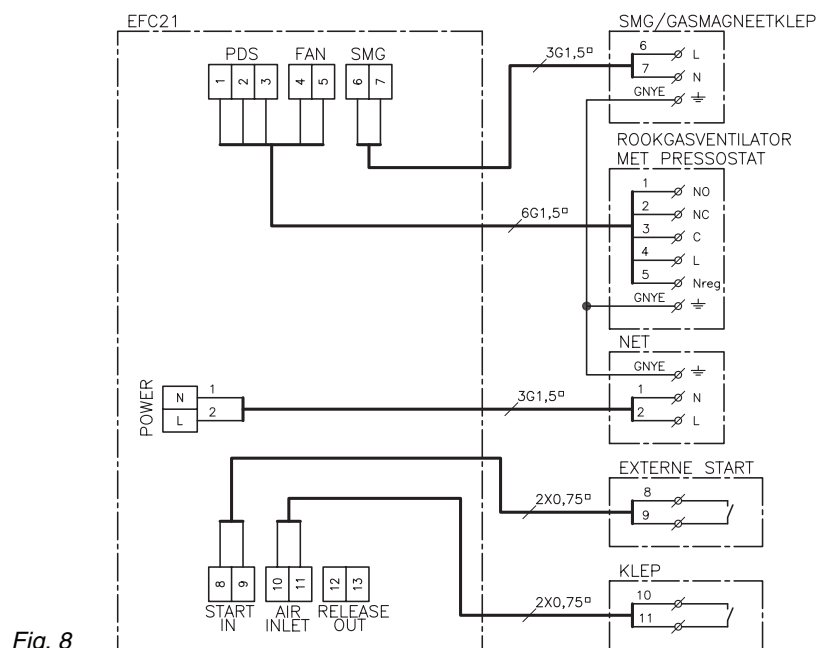 EFC21
PDS FAN SMG
1 2 3 4 5 6 7
3G1,5□
SMG/GASMAGNEETKLEP
6 L
7 N
GNYE
ROOKGASVENTILATOR
MET PRESSOSTAT
6G1,5□
1 NO
2 NC
3 C
4 L
5 Nreg
GNYE
NET
GNYE
POWER
N 1
L 2
3G1,5□
1 N
2 L
EXTERNE START
2X0,75□
8
9
8 9 10 11 12 13
START IN
AIR INLET
RELEASE OUT
KLEP
2X0,75□
10
11
Fig. 8